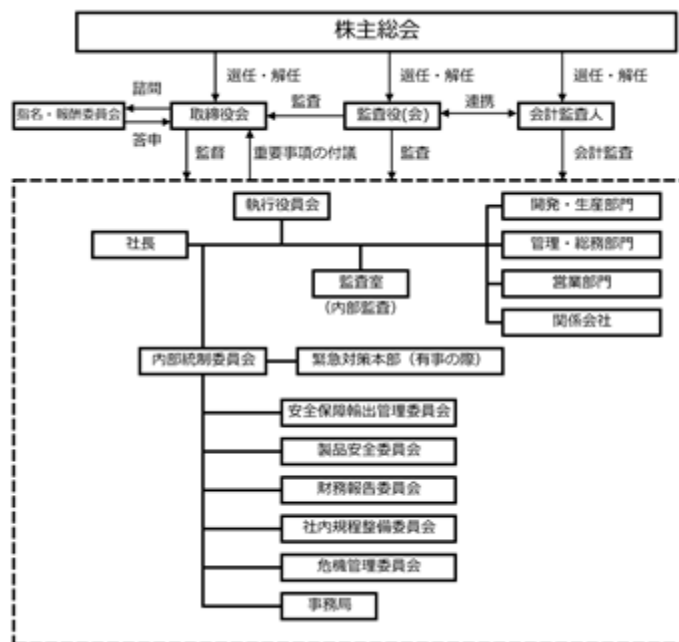 株主総会
選任・解任
選任・解任
選任・解任
諮問
監査
連携
指名・報酬委員会
取締役会
監査役(会)
会計監査人
答申
監督
重要事項の付議
監査
会計監査
執行役員会
開発・生産部門
社長
管理・総務部門
監査室
営業部門
(内部監査)
関係会社
内部統制委員会
緊急対策本部（有事の際）
安全保障輸出管理委員会
製品安全委員会
財務報告委員会
社内規程整備委員会
危機管理委員会
事務局